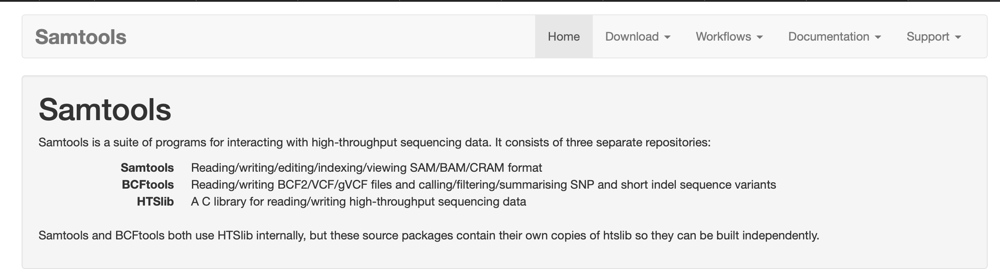 Samtools
Home Download Workflows Documentation Support
Samtools
Samtools is a suite of programs for interacting with high-throughput sequencing data. It consists of three separate repositories:
Samtools Reading/writing/editing/indexing/viewing SAM/BAM/CRAM format
BCFtools Reading/writing BCF2/VCF/gVCF files and calling/filtering/summarising SNP and short indel sequence variants
HTSlib A C library for reading/writing high-throughput sequencing data
Samtools and BCFtools both use HTSlib internally, but these source packages contain their own copies of htslib so they can be built independently.